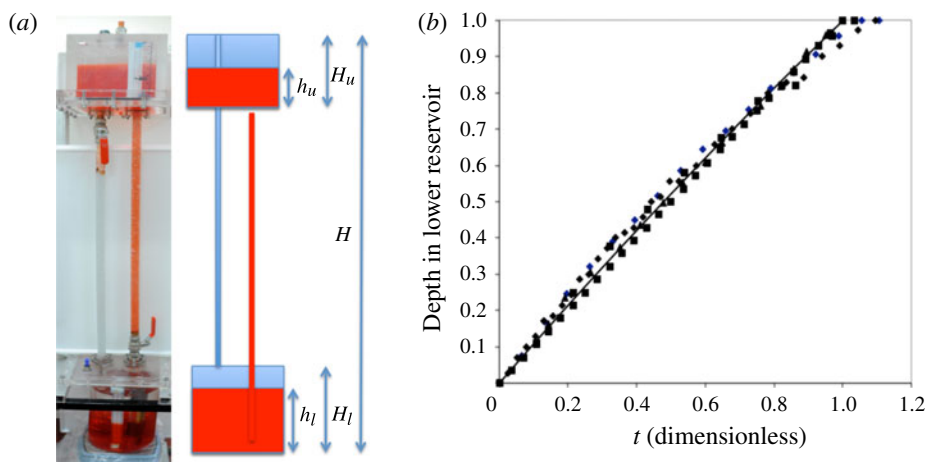 (a)
h_u
H_u
H
h_l
H_l
(b)
Depth in lower reservoir
1.0
0.9
0.8
0.7
0.6
0.5
0.4
0.3
0.2
0.1
0
0.2
0.4
0.6
0.8
1.0
1.2
t (dimensionless)